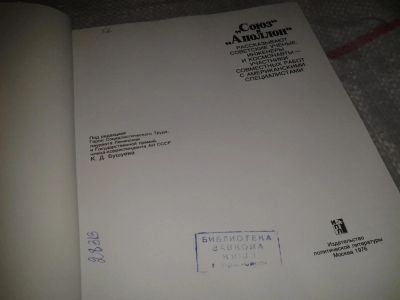 „Союз“
и
„Аполлон“
РАССКАЗЫВАЮТ
СОВЕТСКИЕ УЧЕНЫЕ,
ИНЖЕНЕРЫ
И КОСМОНАВТЫ —
УЧАСТНИКИ
СОВМЕСТНЫХ РАБОТ
С АМЕРИКАНСКИМИ
СПЕЦИАЛИСТАМИ
Под редакцией
Героя Социалистического Труда,
лауреата Ленинской
и Государственной премий,
члена-корреспондента АН СССР
К. Д. Бушуева
БИБЛИОТЕКА
ЗАВКОМА
Издательство
политической литературы
Москва 1976